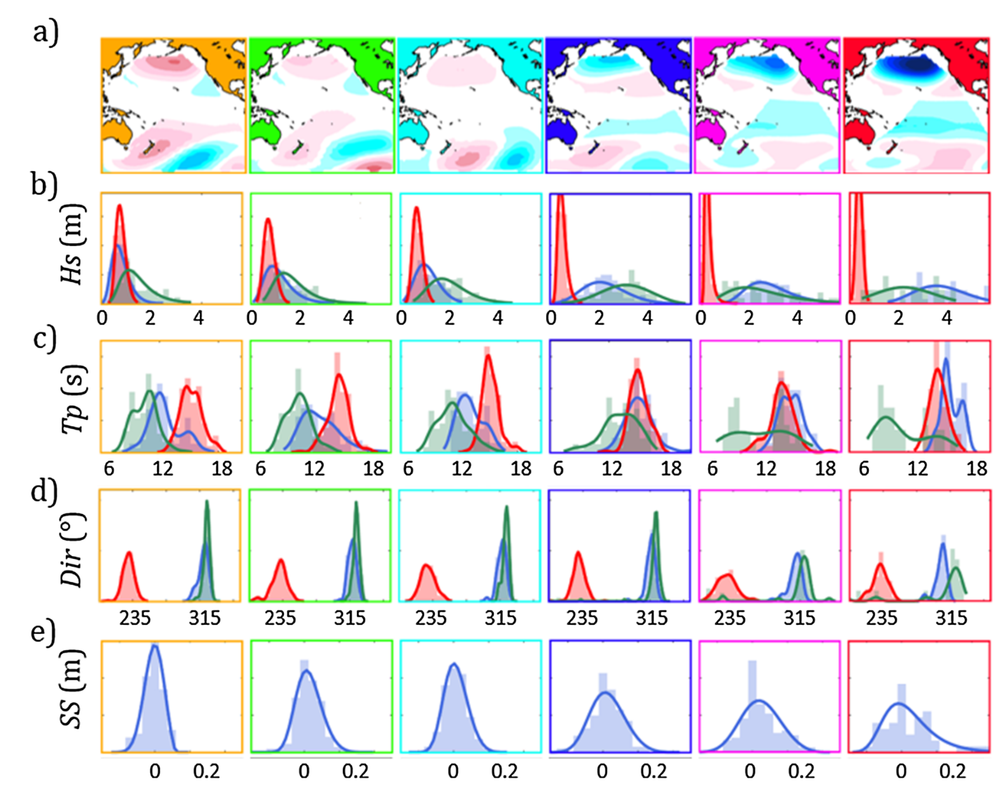 a)
b)
Hs (m)
0 2 4 0 2 4 0 2 4 0 2 4 0 2 4 0 2 4
c)
Tp (s)
6 12 18 6 12 18 6 12 18 6 12 18 6 12 18 6 12 18
d)
Dir (°)
235 315 235 315 235 315 235 315 235 315 235 315
e)
SS (m)
0 0.2 0 0.2 0 0.2 0 0.2 0 0.2 0 0.2